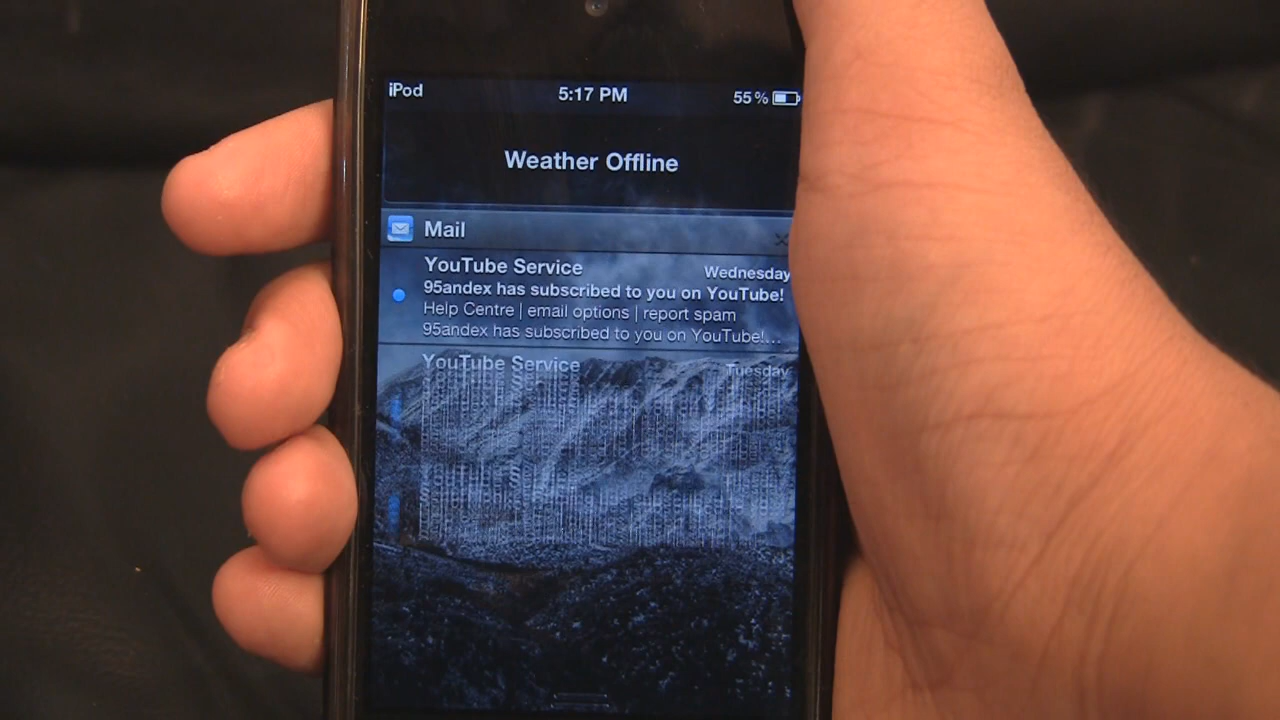 iPod 5:17 PM 55%
Weather Offline
Mail
YouTube Service Wednesday
95andex has subscribed to you on YouTube!
Help Centre | email options | report spam
95andex has subscribed to you on YouTube!...
YouTube Service Tuesday